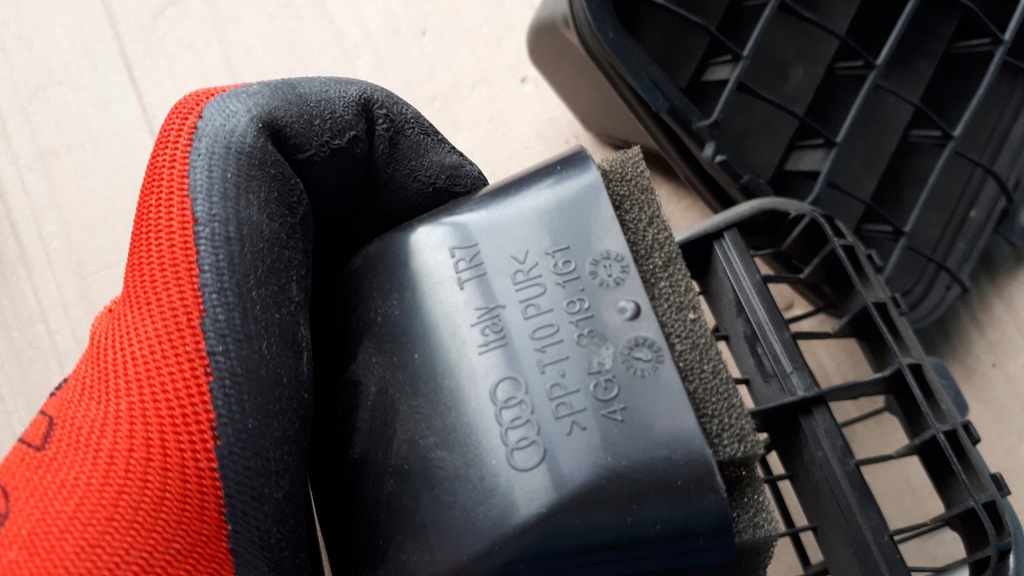 Italy TR7
>PP-T10 PUR<
4G5.819.161